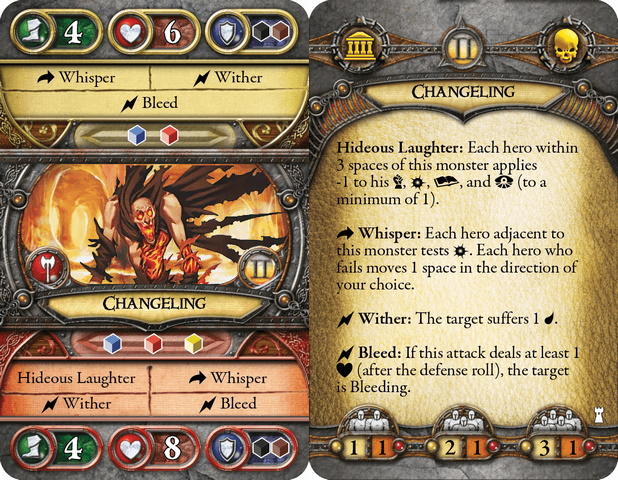 4 6
Whisper Wither
Bleed
II
CHANGELING
Hideous Laughter Whisper
Wither Bleed
4 8
II
CHANGELING
Hideous Laughter: Each hero within
3 spaces of this monster applies
-1 to his , , , and (to a
minimum of 1).
Whisper: Each hero adjacent to
this monster tests . Each hero who
fails moves 1 space in the direction of
your choice.
Wither: The target suffers 1 .
Bleed: If this attack deals at least 1
(after the defense roll), the target
is Bleeding.
1 1 2 1 3 1